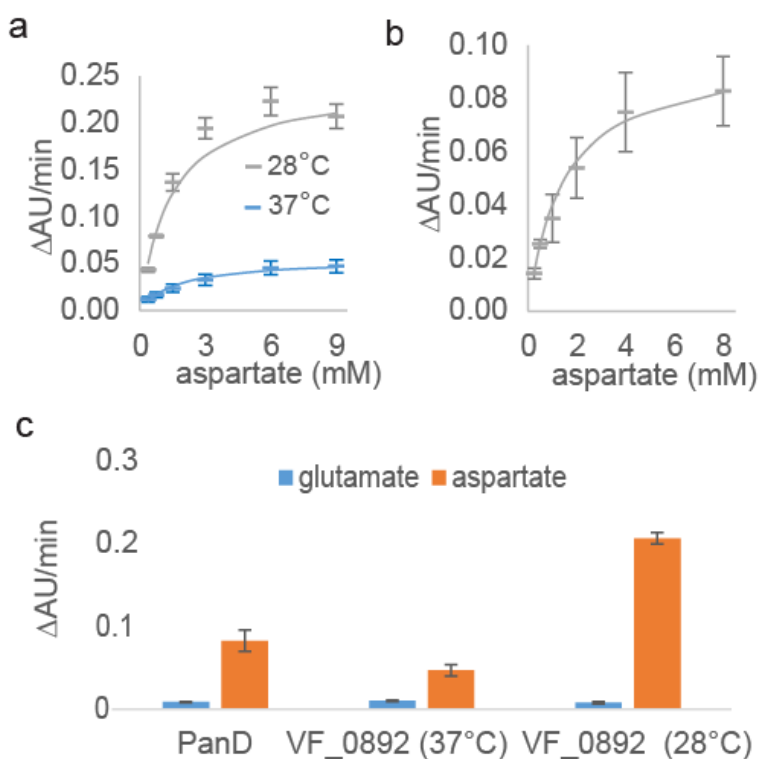 a
0.25
0.20
0.15
0.10
0.05
0.00
ΔAU/min
28°C
37°C
0 3 6 9
aspartate (mM)
b
0.10
0.08
0.06
0.04
0.02
0.00
ΔAU/min
0 2 4 6 8
aspartate (mM)
c
0.3
0.2
0.1
0
ΔAU/min
glutamate aspartate
PanD VF_0892 (37°C) VF_0892 (28°C)